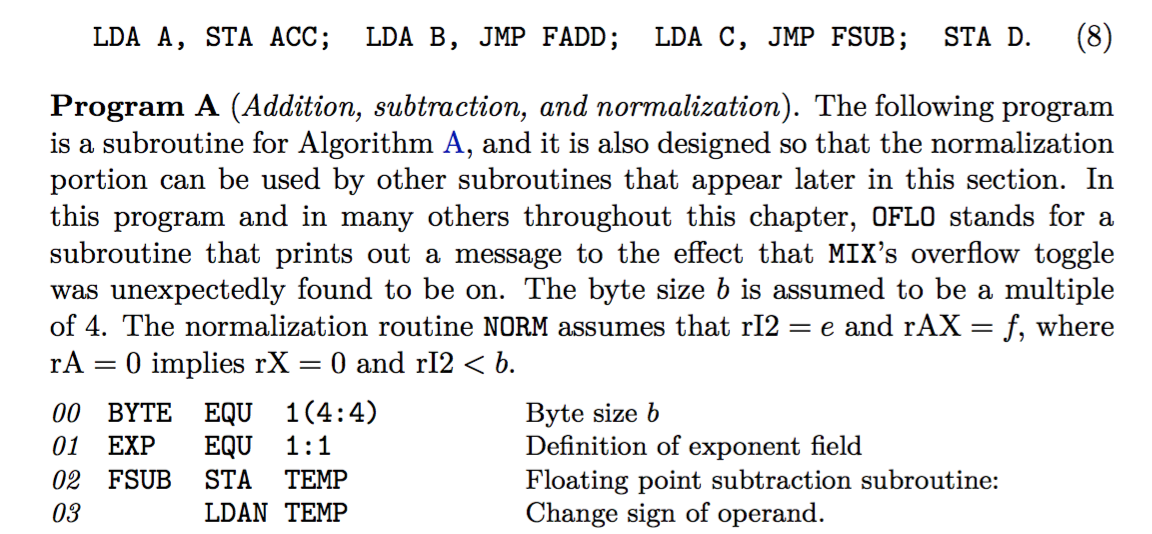 LDA A, STA ACC; LDA B, JMP FADD; LDA C, JMP FSUB; STA D. (8)
Program A (Addition, subtraction, and normalization). The following program
is a subroutine for Algorithm A, and it is also designed so that the normalization
portion can be used by other subroutines that appear later in this section. In
this program and in many others throughout this chapter, OFLO stands for a
subroutine that prints out a message to the effect that MIX's overflow toggle
was unexpectedly found to be on. The byte size b is assumed to be a multiple
of 4. The normalization routine NORM assumes that rI2 = e and rAX = f, where
rA = 0 implies rX = 0 and rI2 < b.
00 BYTE EQU 1(4:4) Byte size b
01 EXP EQU 1:1 Definition of exponent field
02 FSUB STA TEMP Floating point subtraction subroutine:
03 LDAN TEMP Change sign of operand.